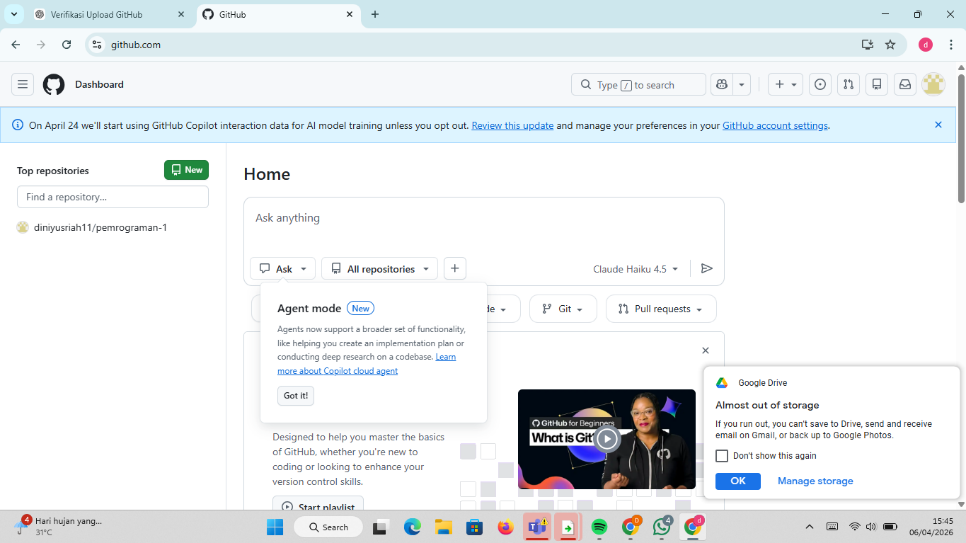 Verifikasi Upload GitHub
GitHub
github.com
d
Dashboard
Type / to search
On April 24 we'll start using GitHub Copilot interaction data for AI model training unless you opt out. Review this update and manage your preferences in your GitHub account settings.
Top repositories
New
Find a repository...
diniyusriah11/pemrograman-1
Home
Ask anything
Ask
All repositories
Claude Haiku 4.5
Git
Pull requests
Agent mode New
Agents now support a broader set of functionality,
like helping you create an implementation plan or
conducting deep research on a codebase. Learn
more about Copilot cloud agent
Got it!
Designed to help you master the basics
of GitHub, whether you're new to
coding or looking to enhance your
version control skills.
Start playlist
GitHub for Beginners
What is Git?
Google Drive
Almost out of storage
If you run out, you can't save to Drive, send and receive
email on Gmail, or back up to Google Photos.
Don't show this again
OK
Manage storage
4
Hari hujan yang...
31°C
Search
D
4
d
15:45
06/04/2026